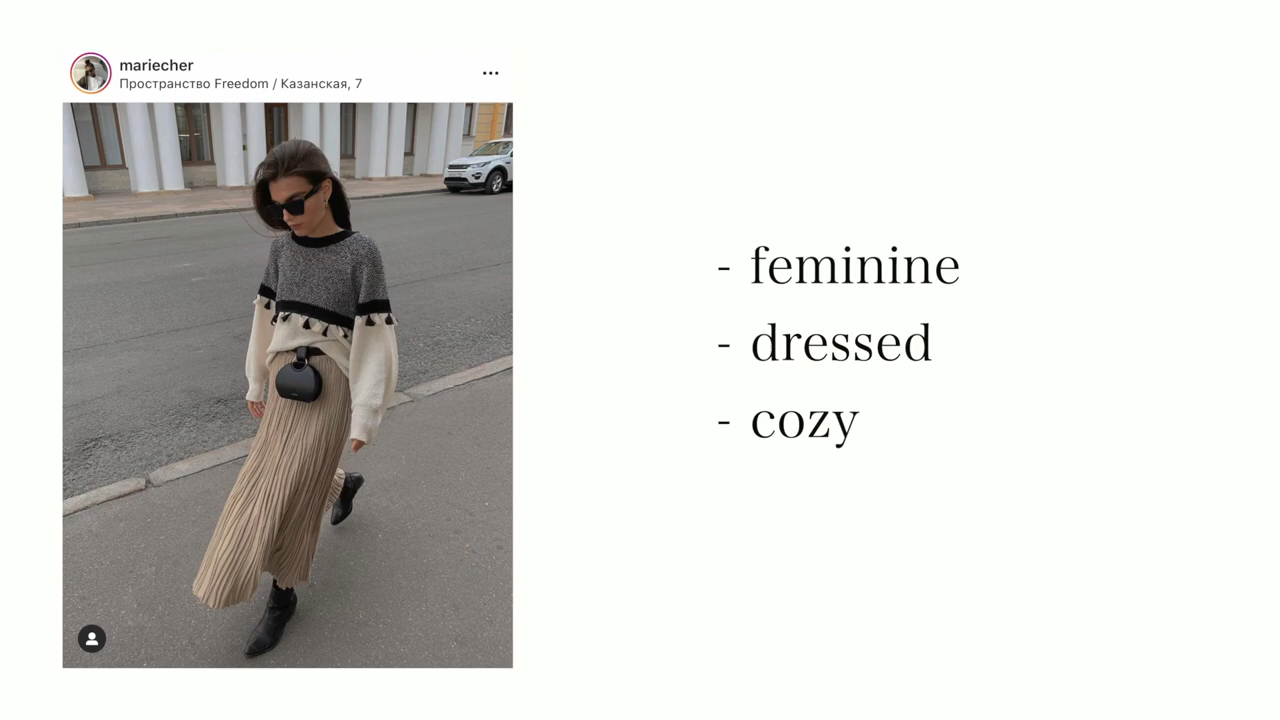 mariecher
Пространство Freedom / Казанская, 7
- feminine
- dressed
- cozy